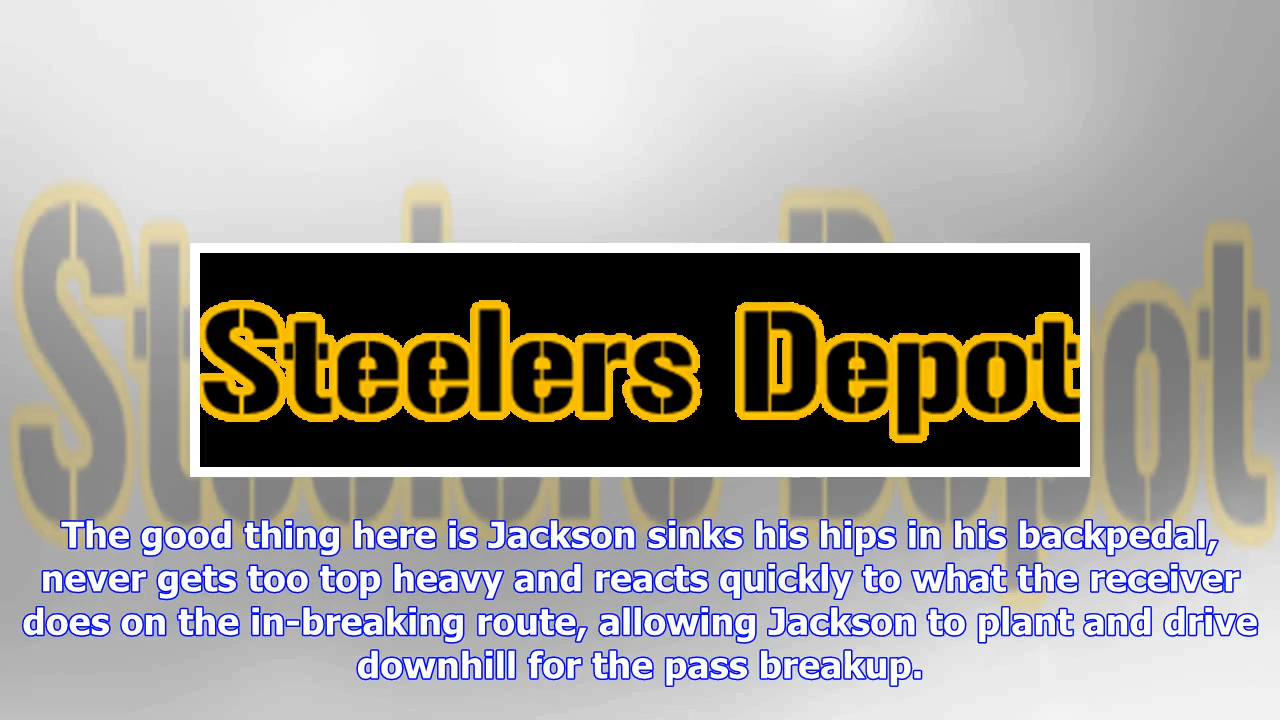 Steelers Depot
The good thing here is Jackson sinks his hips in his backpedal,
never gets too top heavy and reacts quickly to what the receiver
does on the in-breaking route, allowing Jackson to plant and drive
downhill for the pass breakup.